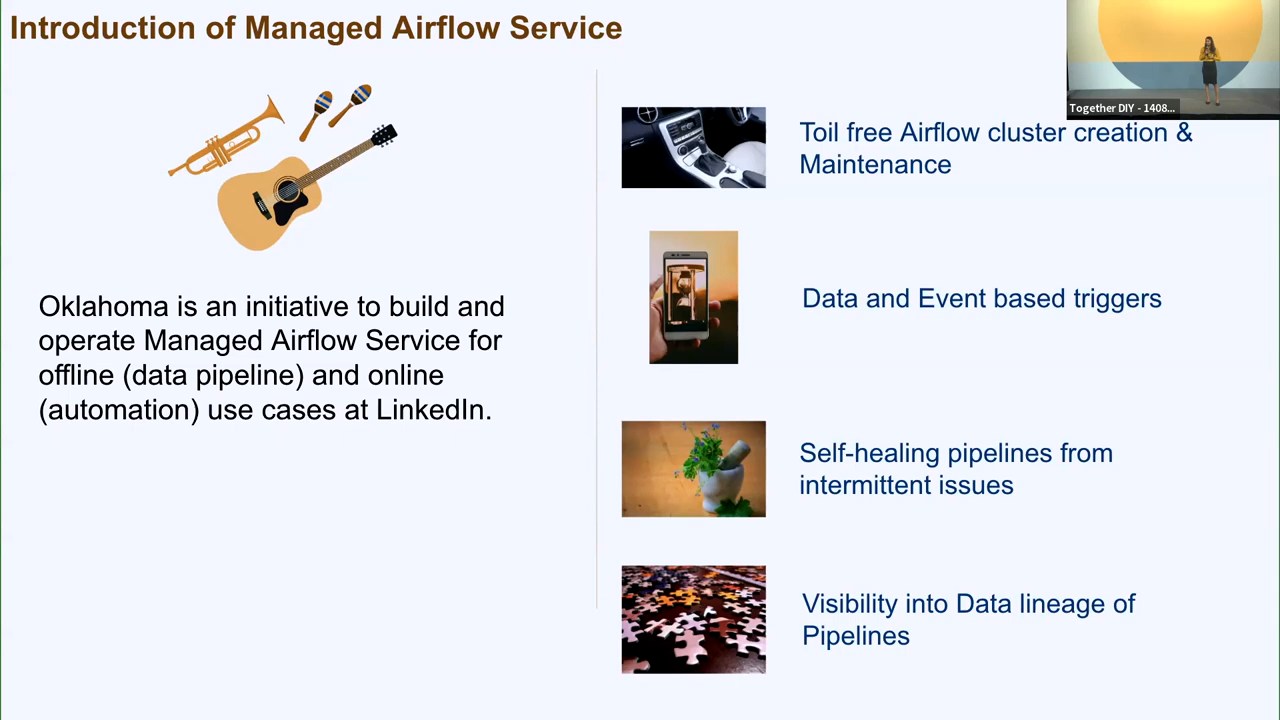 Introduction of Managed Airflow Service
Together DIY - 1408...
Oklahoma is an initiative to build and
operate Managed Airflow Service for
offline (data pipeline) and online
(automation) use cases at LinkedIn.
Toil free Airflow cluster creation &
Maintenance
Data and Event based triggers
Self-healing pipelines from
intermittent issues
Visibility into Data lineage of
Pipelines